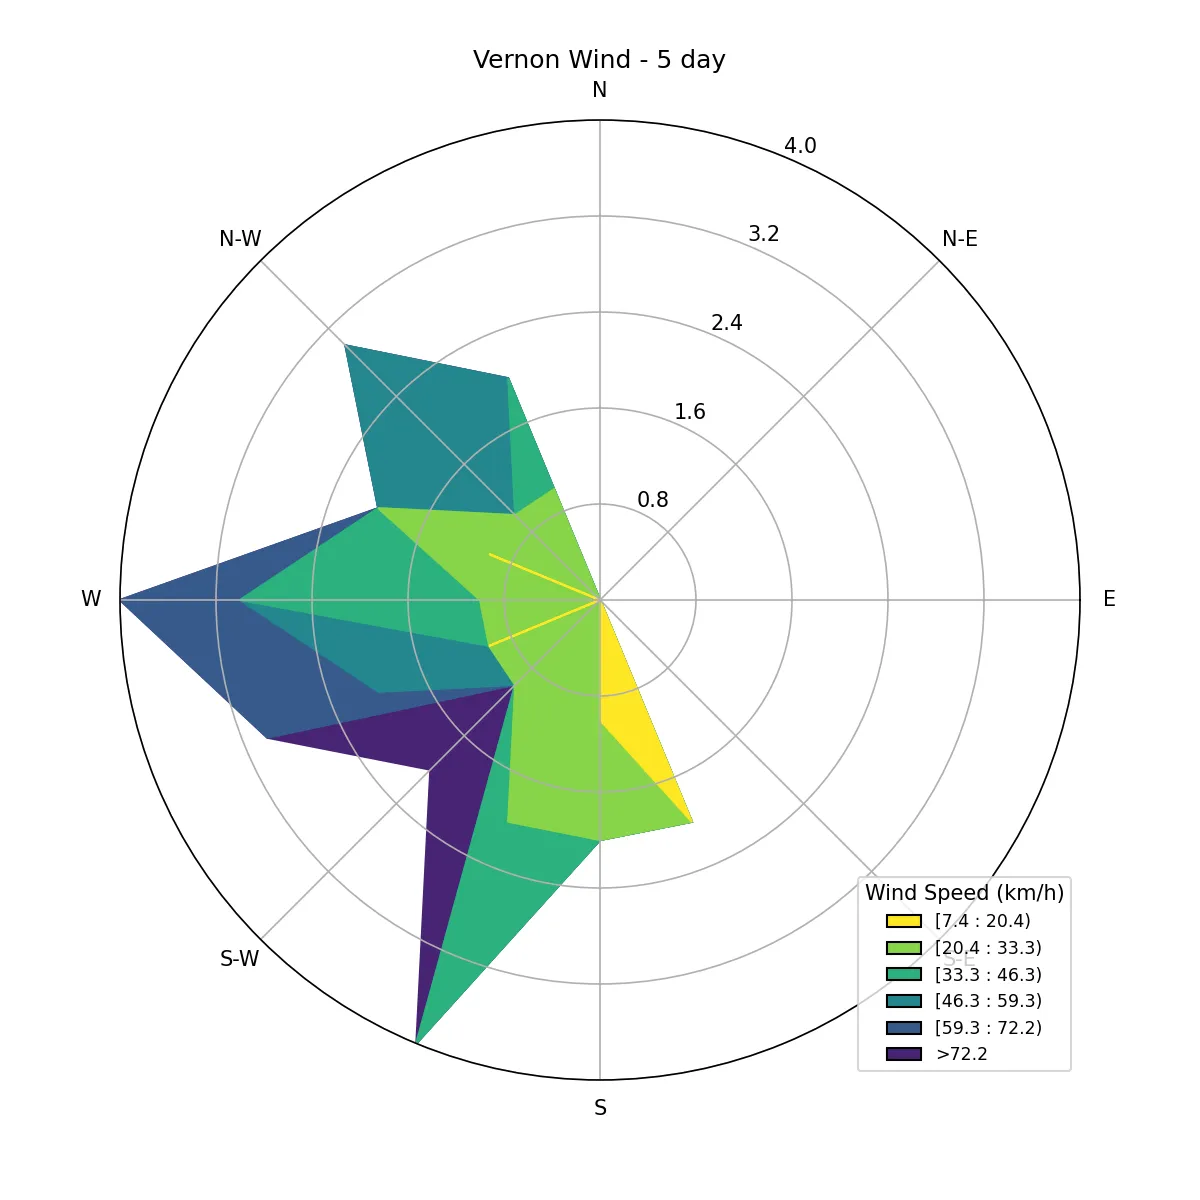 Vernon Wind - 5 day
N
4.0
N-W
3.2
N-E
2.4
1.6
0.8
W
E
Wind Speed (km/h)
[7.4 : 20.4)
[20.4 : 33.3)
S-W
S-E
[33.3 : 46.3)
[46.3 : 59.3)
[59.3 : 72.2)
>72.2
S